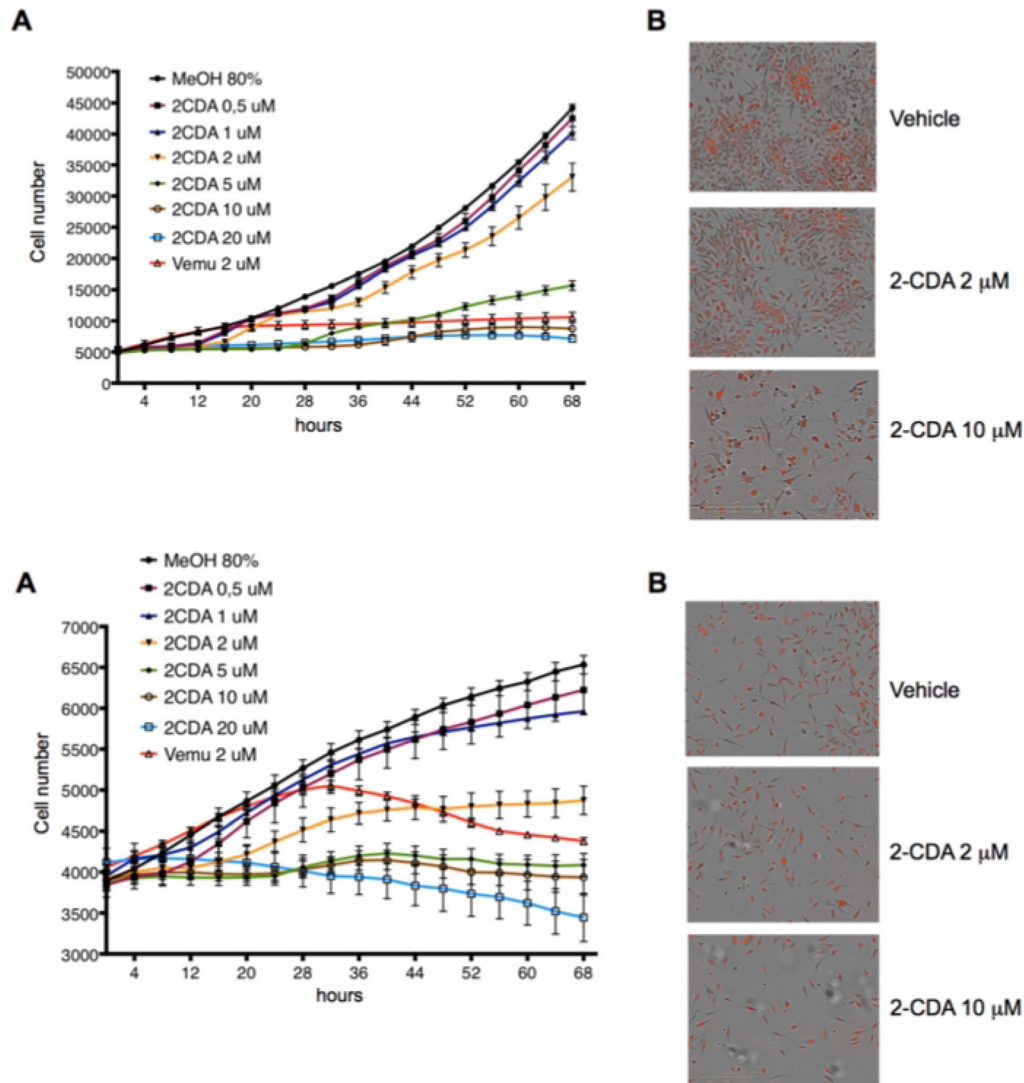 A
B
50000
45000
40000
35000
30000
25000
20000
15000
10000
5000
0
Cell number
MeOH 80%
2CDA 0,5 uM
2CDA 1 uM
2CDA 2 uM
2CDA 5 uM
2CDA 10 uM
2CDA 20 uM
Vemu 2 uM
4 12 20 28 36 44 52 60 68
hours
Vehicle
2-CDA 2 μM
2-CDA 10 μM
A
B
MeOH 80%
2CDA 0,5 uM
2CDA 1 uM
2CDA 2 uM
2CDA 5 uM
2CDA 10 uM
2CDA 20 uM
Vemu 2 uM
7000
6500
6000
5500
5000
4500
4000
3500
3000
Cell number
4 12 20 28 36 44 52 60 68
hours
Vehicle
2-CDA 2 μM
2-CDA 10 μM